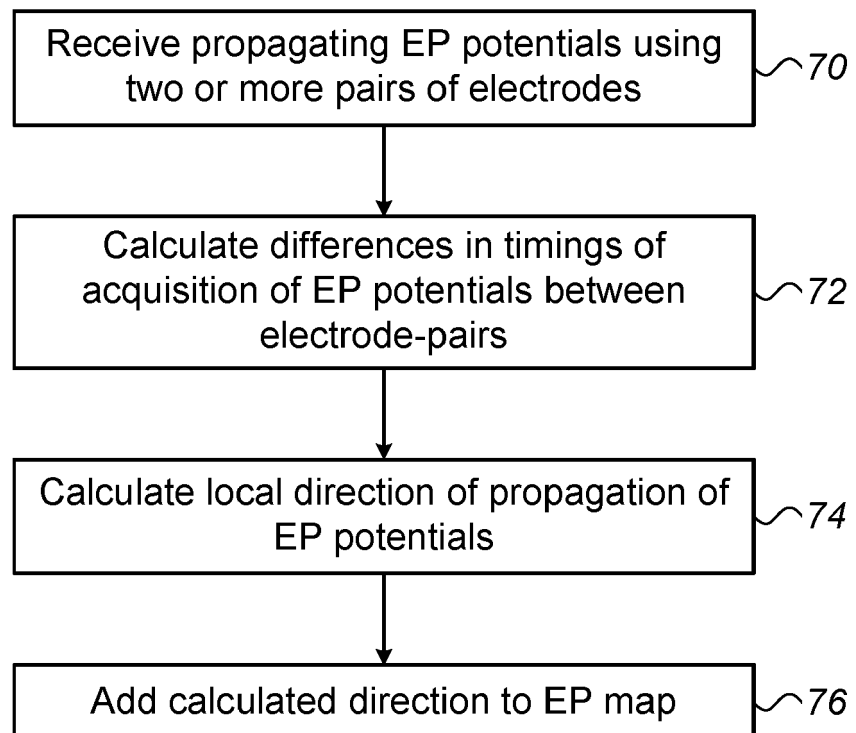 Receive propagating EP potentials using
two or more pairs of electrodes
70
Calculate differences in timings of
acquisition of EP potentials between
electrode-pairs
72
Calculate local direction of propagation of
EP potentials
74
Add calculated direction to EP map
76